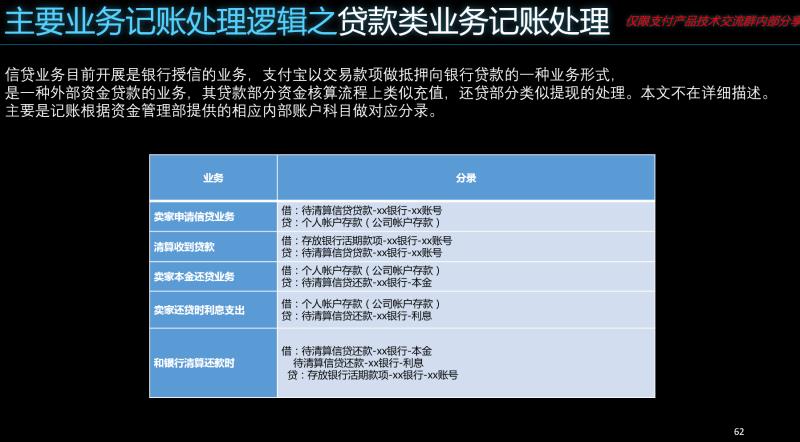 主要业务记账处理逻辑之贷款类业务记账处理
仅限支付产品技术交流群内部分享
信贷业务目前开展是银行授信的业务，支付宝以交易款项做抵押向银行贷款的一种业务形式，
是一种外部资金贷款的业务，其贷款部分资金核算流程上类似充值，还贷部分类似提现的处理。本文不在详细描述。
主要是记账根据资金管理部提供的相应内部账户科目做对应分录。
业务
分录
卖家申请信贷业务
借：待清算信贷贷款-xx银行-xx账号
贷：个人帐户存款（公司帐户存款）
清算收到贷款
借：存放银行活期款项-xx银行-xx账号
贷：待清算信贷贷款-xx银行-xx账号
卖家本金还贷业务
借：个人帐户存款（公司帐户存款）
贷：待清算信贷还款-xx银行-本金
卖家还贷时利息支出
借：个人帐户存款（公司帐户存款）
贷：待清算信贷还款-xx银行-利息
和银行清算还款时
借：待清算信贷还款-xx银行-本金
待清算信贷还款-xx银行-利息
贷：存放银行活期款项-xx银行-xx账号
62